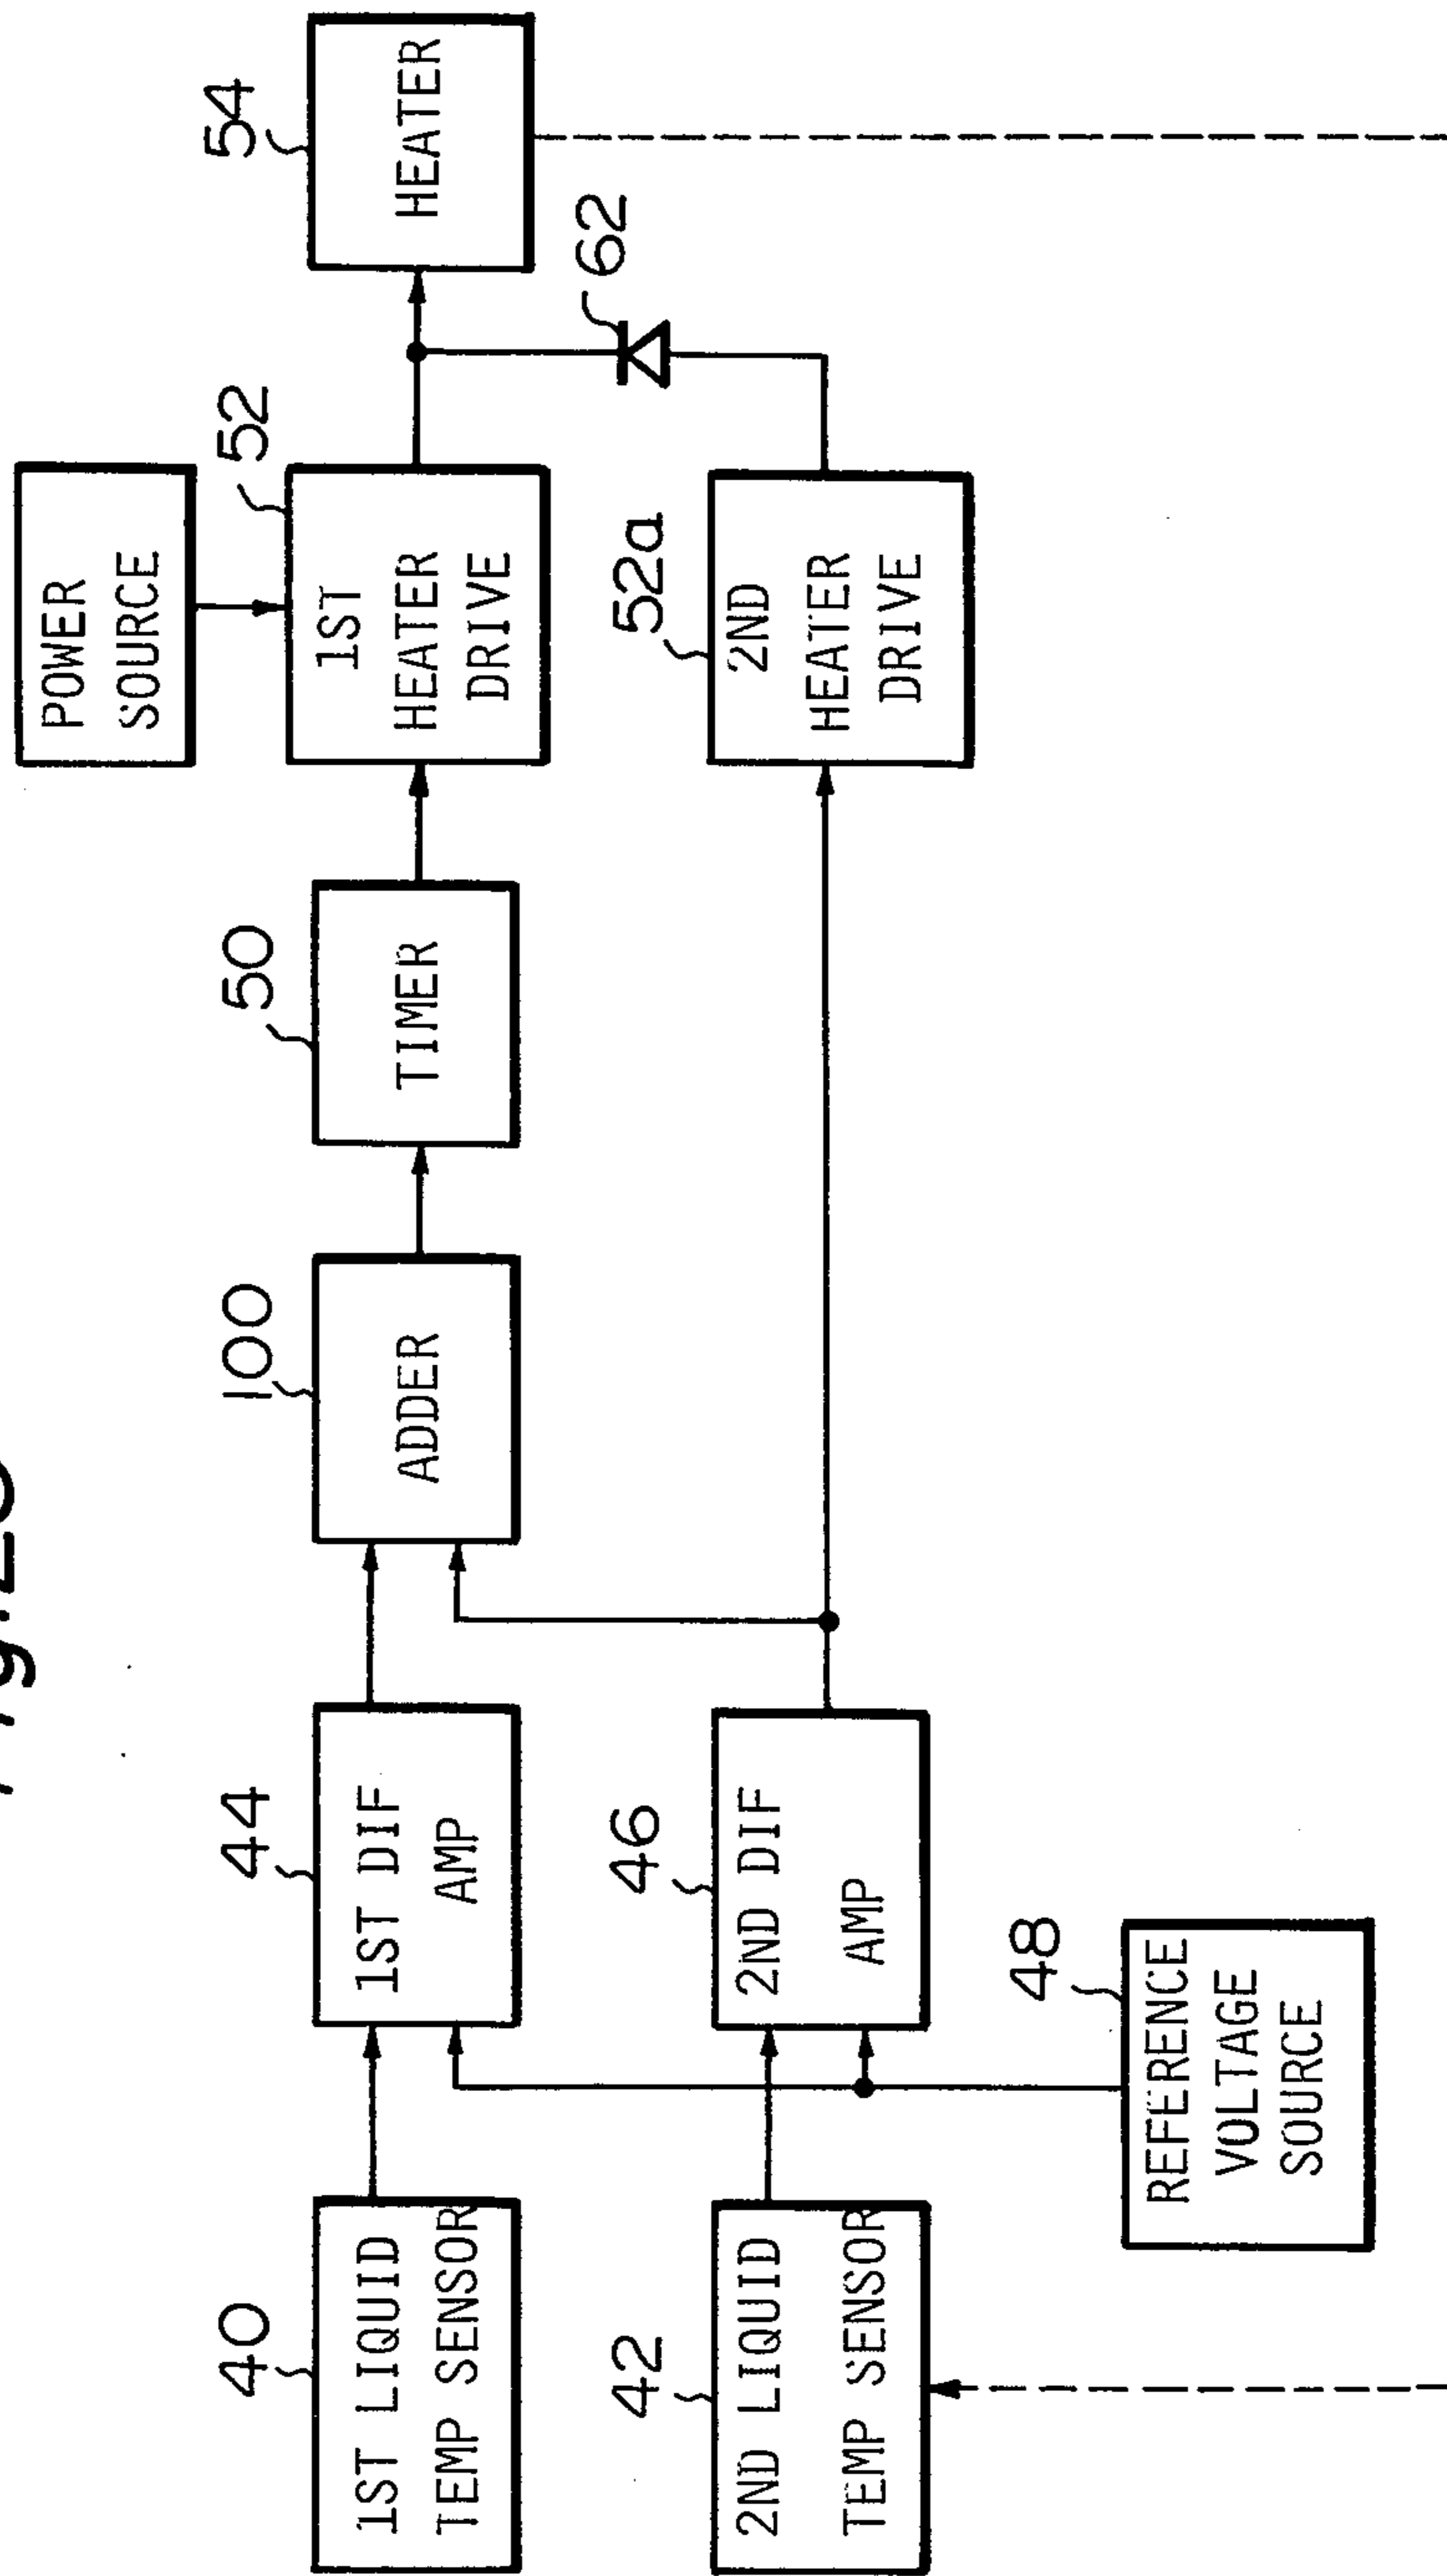 POWER
SOURCE
40
1ST LIQUID
TEMP SENSOR
44
1ST DIF
AMP
100
ADDER
50
TIMER
52
1ST
HEATER
DRIVE
54
HEATER
62
42
2ND LIQUID
TEMP SENSOR
46
2ND DIF
AMP
52a
2ND
HEATER
DRIVE
48
REFERENCE
VOLTAGE
SOURCE